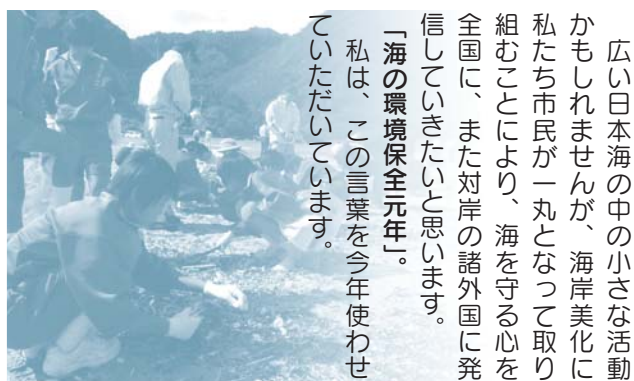 広い日本海の中の小さな活動
かもしれませんが、海岸美化に
私たち市民が一丸となって取り
組むことにより、海を守る心を
全国に、また対岸の諸外国に発
信していきたいと思います。
「海の環境保全元年」。
　私は、この言葉を今年使わせ
ていただいています。